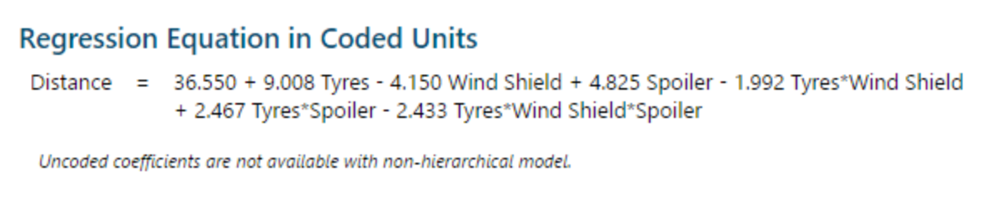 Regression Equation in Coded Units
Distance = 36.550 + 9.008 Tyres - 4.150 Wind Shield + 4.825 Spoiler - 1.992 Tyres*Wind Shield
+ 2.467 Tyres*Spoiler - 2.433 Tyres*Wind Shield*Spoiler
Uncoded coefficients are not available with non-hierarchical model.